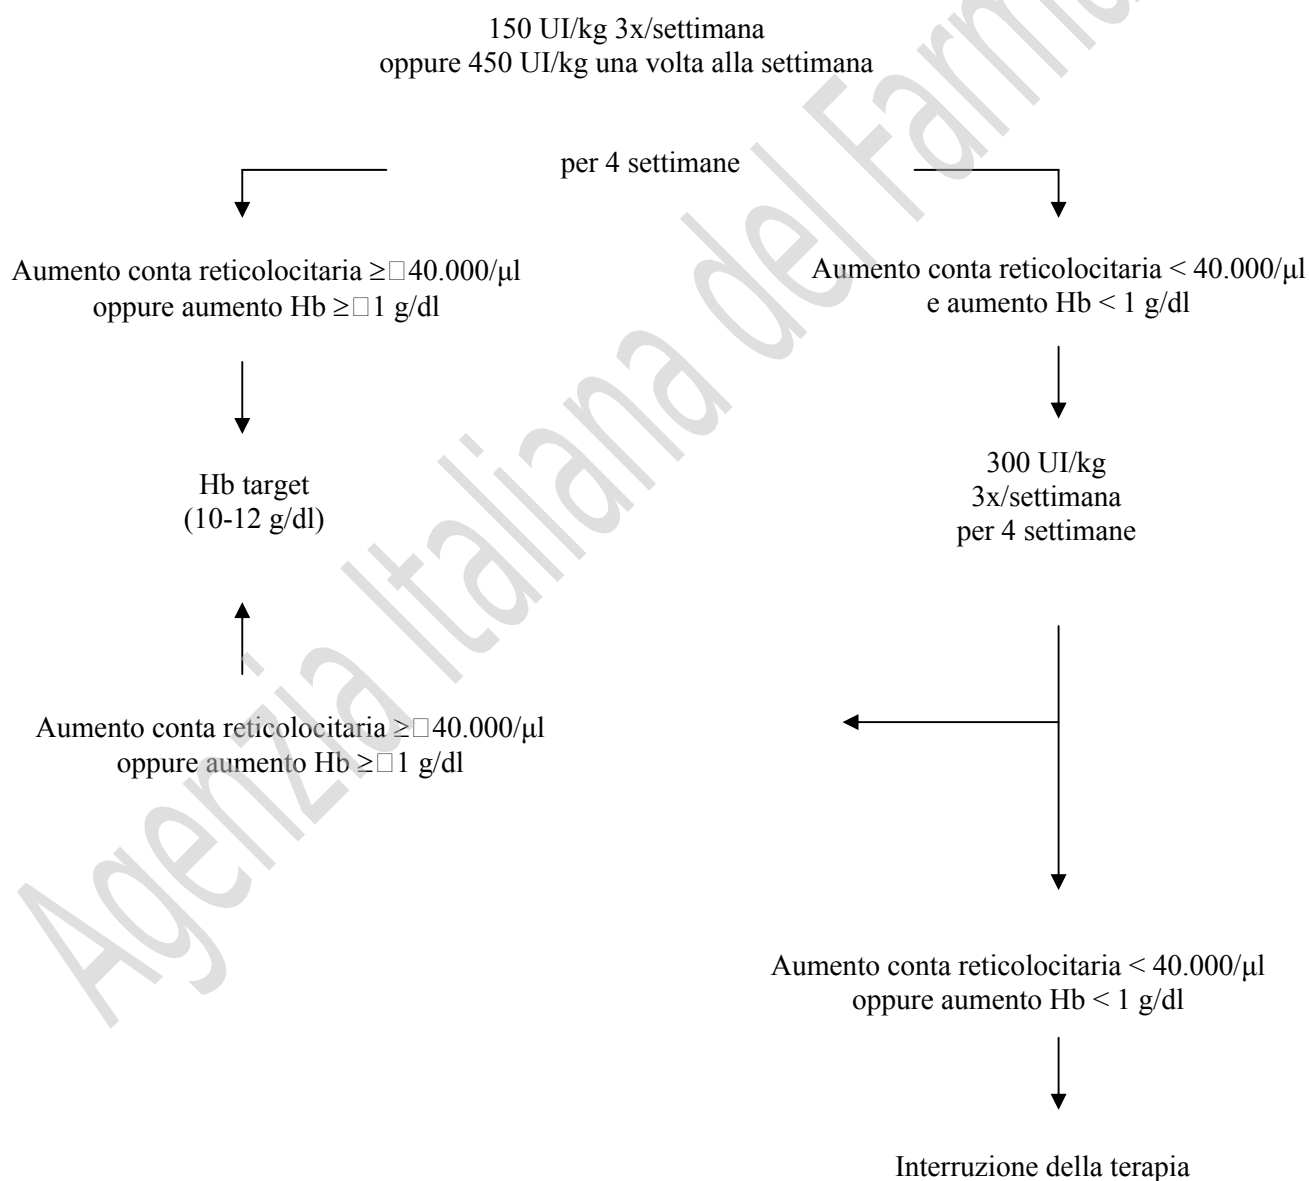 150 UI/kg 3x/settimana
oppure 450 UI/kg una volta alla settimana
per 4 settimane
Aumento conta reticolocitaria ≥□40.000/μl
oppure aumento Hb ≥□1 g/dl
Aumento conta reticolocitaria < 40.000/μl
e aumento Hb < 1 g/dl
Hb target
(10-12 g/dl)
300 UI/kg
3x/settimana
per 4 settimane
Aumento conta reticolocitaria ≥□40.000/μl
oppure aumento Hb ≥□1 g/dl
Aumento conta reticolocitaria < 40.000/μl
oppure aumento Hb < 1 g/dl
Interruzione della terapia
Agenzia Italiana del